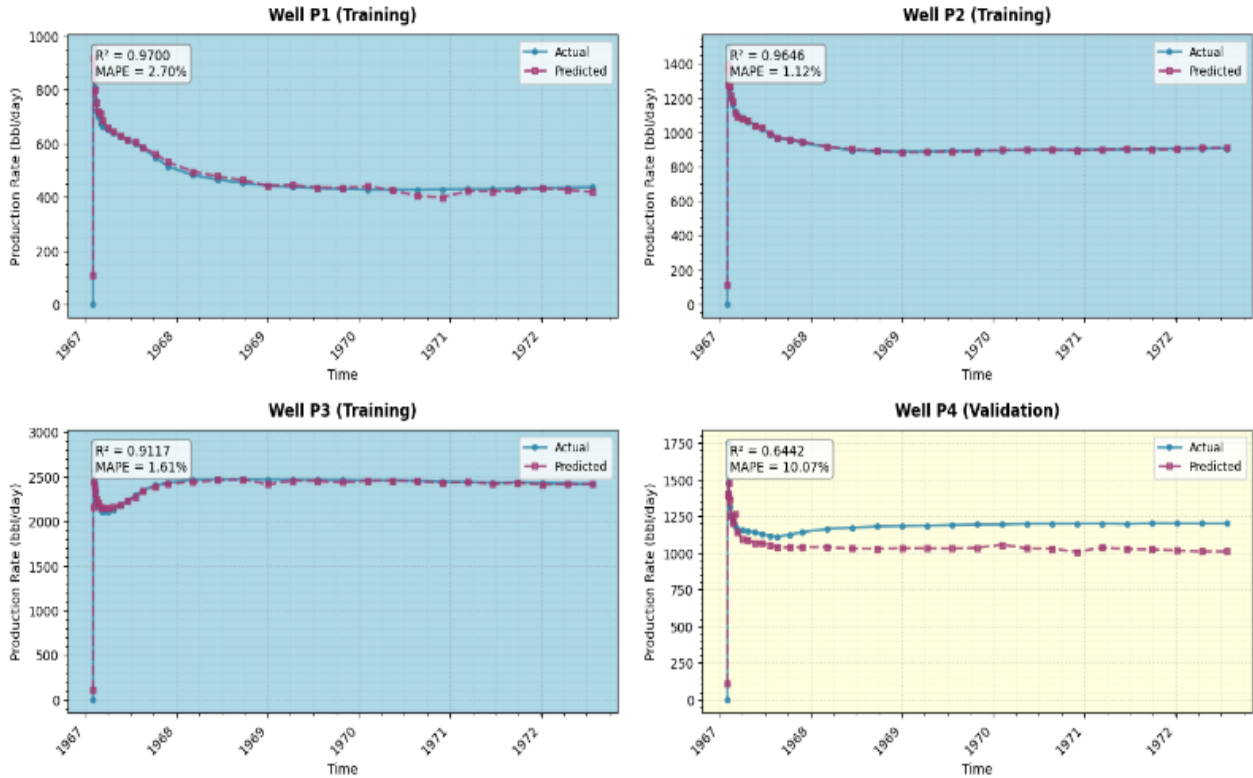 Well P1 (Training)
R² = 0.9700
MAPE = 2.70%
Actual
Predicted
1000
800
600
400
200
0
Production Rate (bbl/day)
1967
1968
1969
1970
1971
1972
Time
Well P2 (Training)
R² = 0.9646
MAPE = 1.12%
Actual
Predicted
1400
1200
1000
800
600
400
200
0
Production Rate (bbl/day)
1967
1968
1969
1970
1971
1972
Time
Well P3 (Training)
R² = 0.9117
MAPE = 1.61%
Actual
Predicted
3000
2500
2000
1500
1000
500
0
Production Rate (bbl/day)
1967
1968
1969
1970
1971
1972
Time
Well P4 (Validation)
R² = 0.6442
MAPE = 10.07%
Actual
Predicted
1750
1500
1250
1000
750
500
250
0
Production Rate (bbl/day)
1967
1968
1969
1970
1971
1972
Time